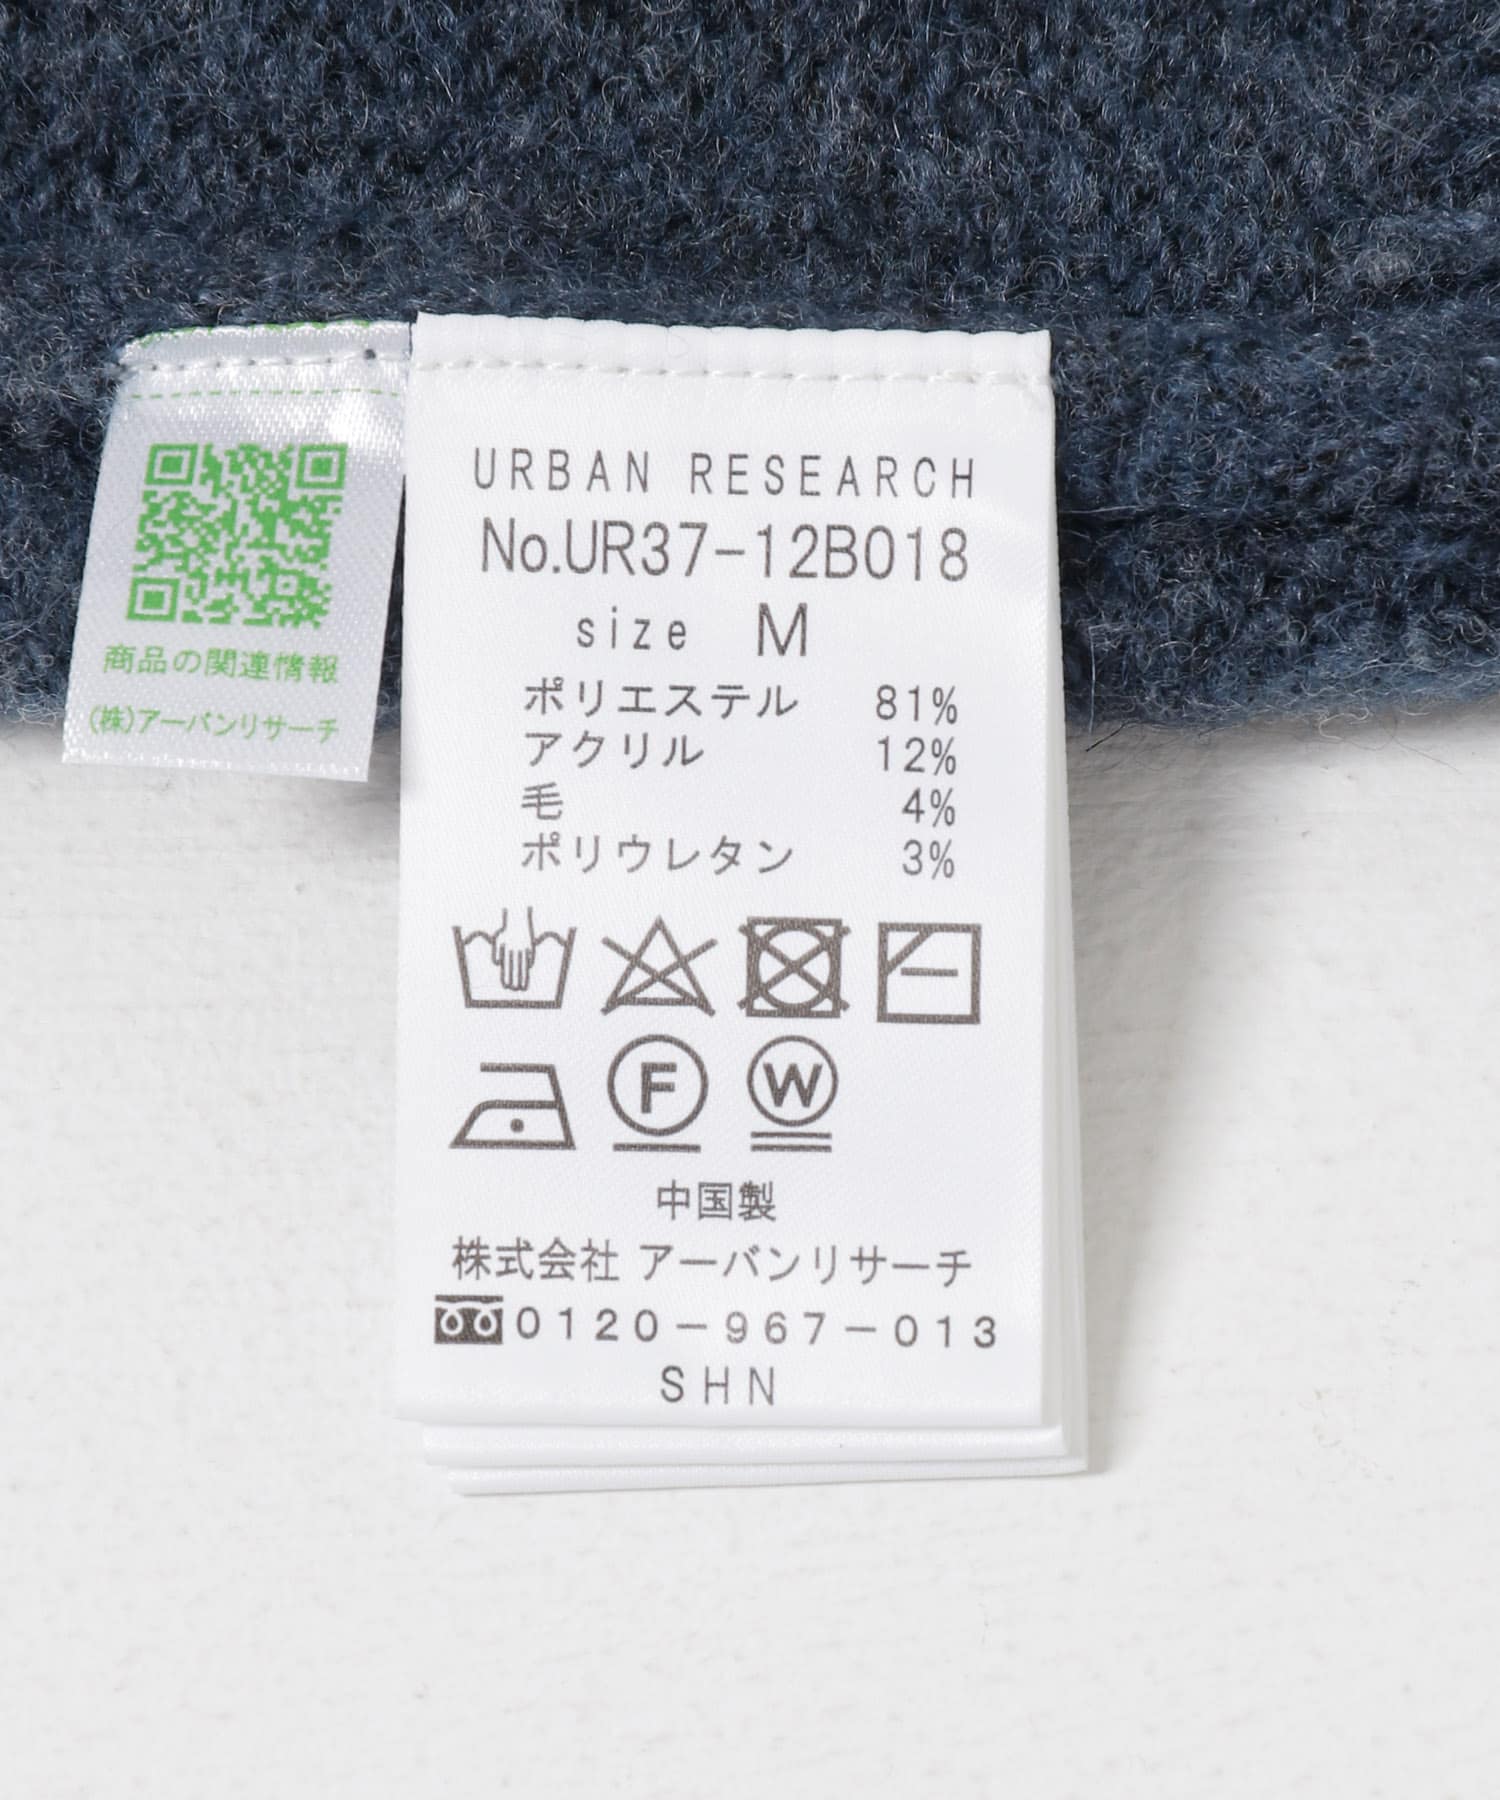 商品の関連情報
(株)アーバンリサーチ
URBAN RESEARCH
No.UR37-12B018
size M
ポリエステル 81%
アクリル 12%
毛 4%
ポリウレタン 3%
F W
中国製
株式会社 アーバンリサーチ
0120-967-013
SHN